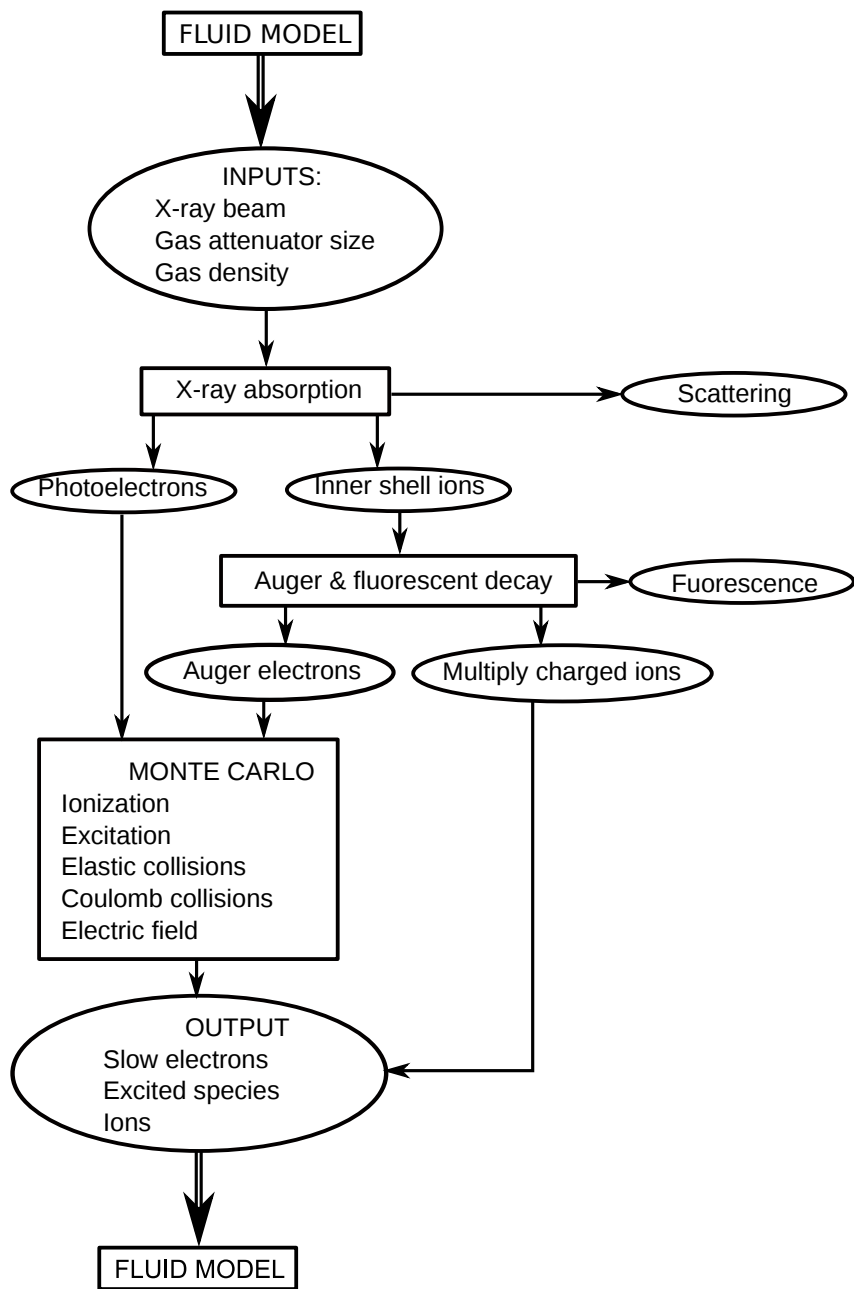 FLUID MODEL
INPUTS:
X-ray beam
Gas attenuator size
Gas density
X-ray absorption
Scattering
Photoelectrons
Inner shell ions
Auger & fluorescent decay
Fuorescence
Auger electrons
Multiply charged ions
MONTE CARLO
Ionization
Excitation
Elastic collisions
Coulomb collisions
Electric field
OUTPUT
Slow electrons
Excited species
Ions
FLUID MODEL